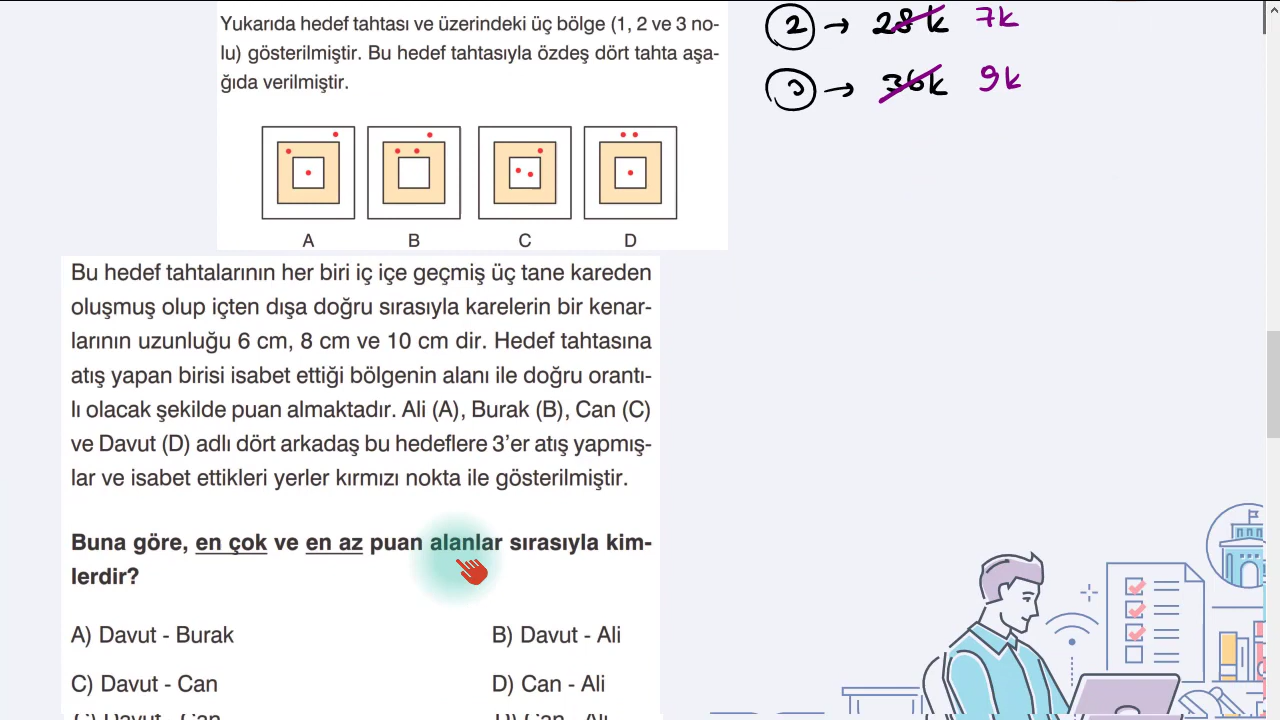 Yukarıda hedef tahtası ve üzerindeki üç bölge (1, 2 ve 3 no-
lu) gösterilmiştir. Bu hedef tahtasıyla özdeş dört tahta aşa-
ğıda verilmiştir.
2 → 28k 7k
3 → 36k 9k
A B C D
Bu hedef tahtalarının her biri iç içe geçmiş üç tane kareden
oluşmuş olup içten dışa doğru sırasıyla karelerin bir kenar-
larının uzunluğu 6 cm, 8 cm ve 10 cm dir. Hedef tahtasına
atış yapan birisi isabet ettiği bölgenin alanı ile doğru orantı-
lı olacak şekilde puan almaktadır. Ali (A), Burak (B), Can (C)
ve Davut (D) adlı dört arkadaş bu hedeflere 3'er atış yapmış-
lar ve isabet ettikleri yerler kırmızı nokta ile gösterilmiştir.
Buna göre, en çok ve en az puan alanlar sırasıyla kim-
lerdir?
A) Davut - Burak B) Davut - Ali
C) Davut - Can D) Can - Ali